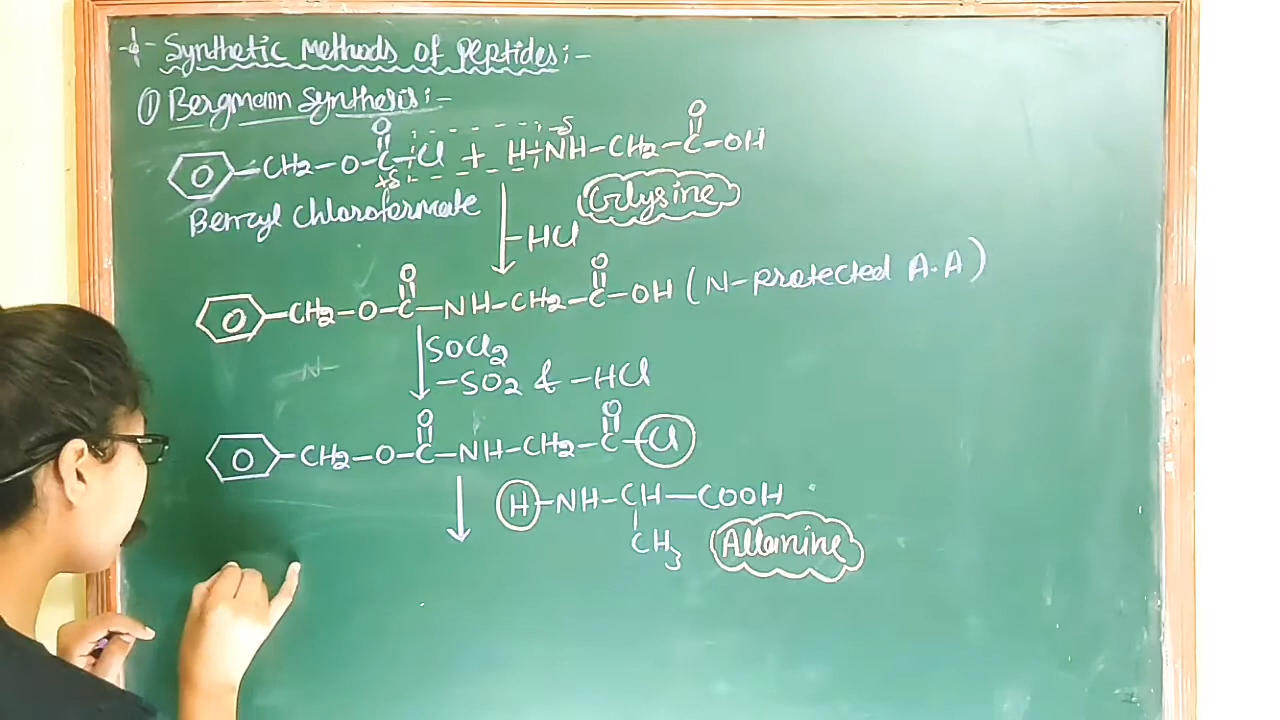 -4- Synthetic Methods of Peptides:-
① Bergmann Synthesis:-
CH2-O-C(=O)-Cl + H-NH-CH2-C(=O)-OH
+δ -δ
Benzyl Chloroformate Glysine
-HCl
CH2-O-C(=O)-NH-CH2-C(=O)-OH (N-protected A.A)
SOCl2
-N- -SO2 & -HCl
CH2-O-C(=O)-NH-CH2-C(=O)-Cl
H-NH-CH-COOH
CH3 Allanine